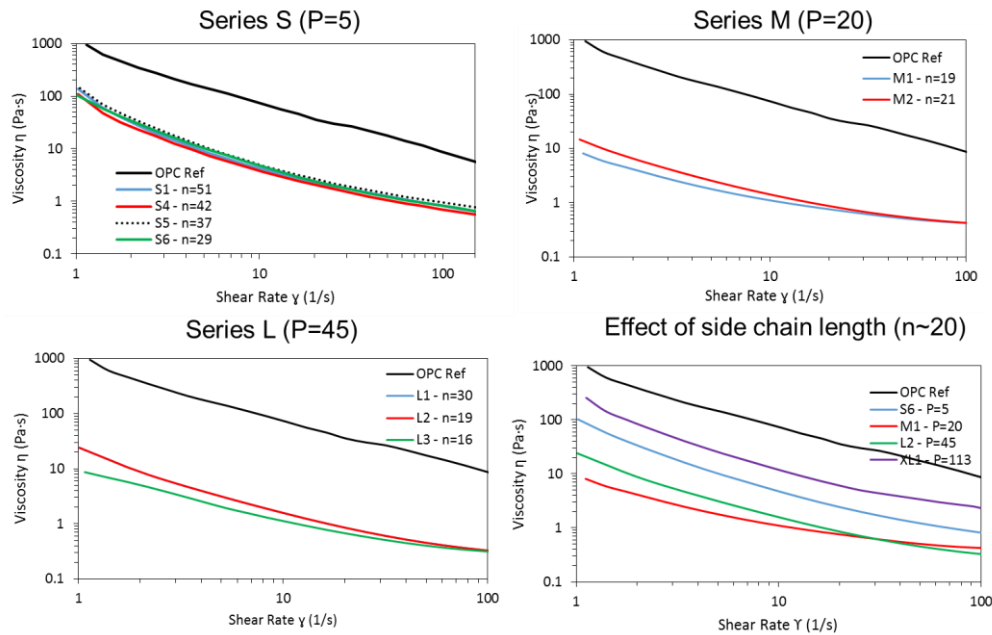 Series S (P=5)
1000
100
10
1
0.1
Viscosity η (Pa·s)
OPC Ref
S1 - n=51
S4 - n=42
S5 - n=37
S6 - n=29
1
10
100
Shear Rate ɣ (1/s)
Series M (P=20)
1000
100
10
1
0.1
Viscosity η (Pa·s)
OPC Ref
M1 - n=19
M2 - n=21
1
10
100
Shear Rate ɣ (1/s)
Series L (P=45)
1000
100
10
1
0.1
Viscosity η (Pa·s)
OPC Ref
L1 - n=30
L2 - n=19
L3 - n=16
1
10
100
Shear Rate ɣ (1/s)
Effect of side chain length (n~20)
1000
100
10
1
0.1
Viscosity η (Pa·s)
OPC Ref
S6 - P=5
M1 - P=20
L2 - P=45
XL1 - P=113
1
10
100
Shear Rate ϒ (1/s)